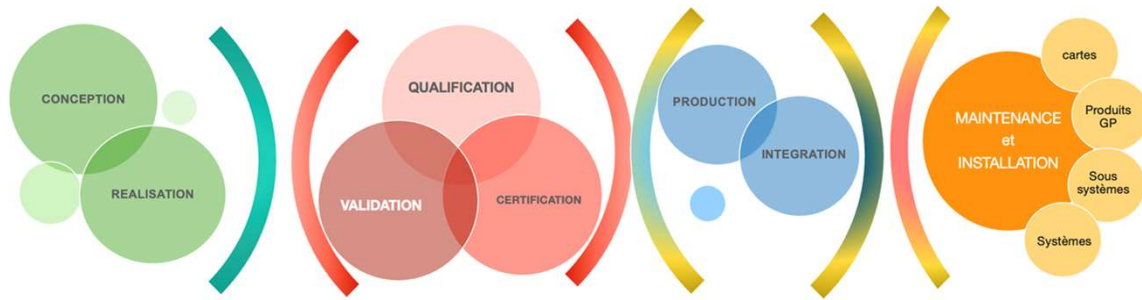 CONCEPTION
REALISATION
QUALIFICATION
VALIDATION
CERTIFICATION
PRODUCTION
INTEGRATION
MAINTENANCE
et
INSTALLATION
cartes
Produits
GP
Sous
systèmes
Systèmes